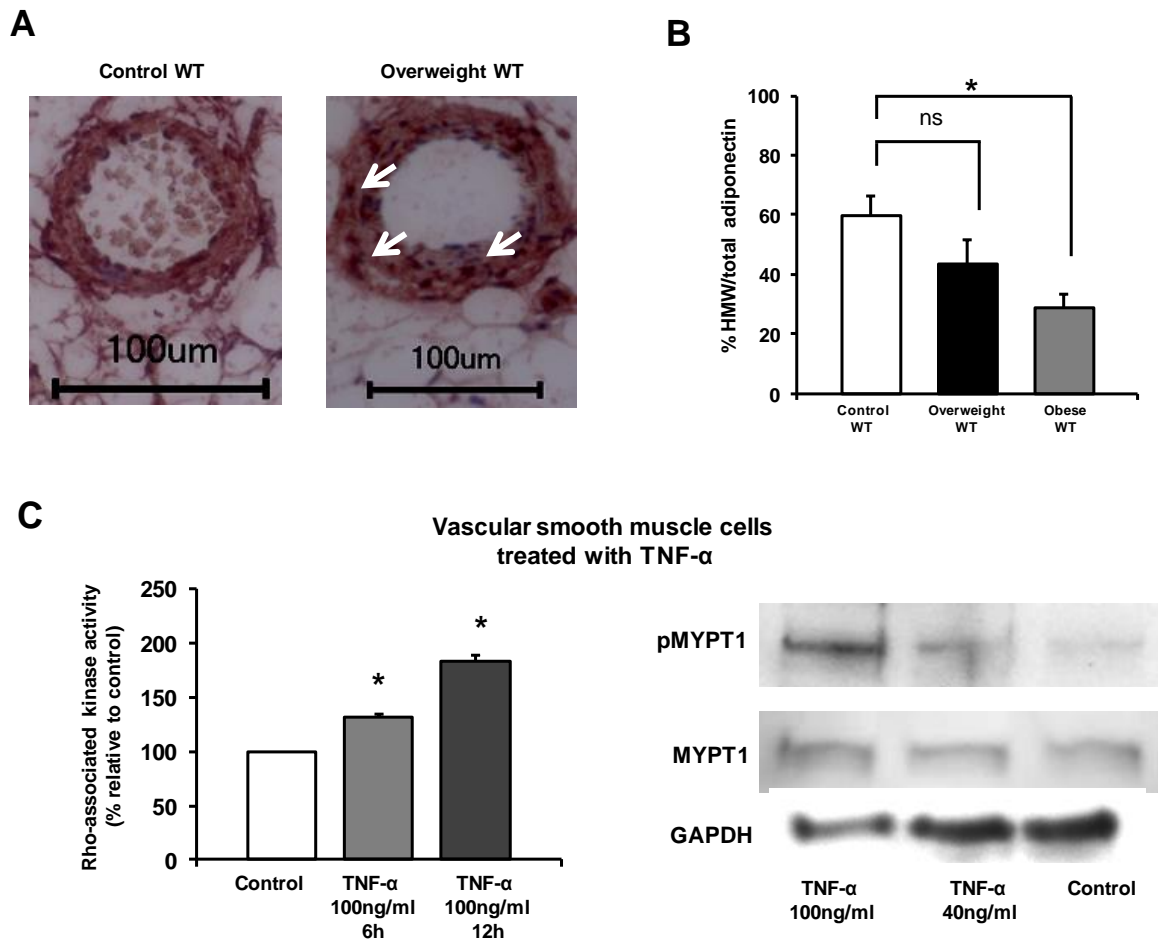 A
Control WT
Overweight WT
100um
100um
B
% HMW/total adiponectin
100
80
60
40
20
0
*
ns
Control
WT
Overweight
WT
Obese
WT
C
Vascular smooth muscle cells
treated with TNF-α
Rho-associated kinase activity
(% relative to control)
250
200
150
100
50
0
*
*
Control
TNF-α
100ng/ml
6h
TNF-α
100ng/ml
12h
pMYPT1
MYPT1
GAPDH
TNF-α
100ng/ml
TNF-α
40ng/ml
Control